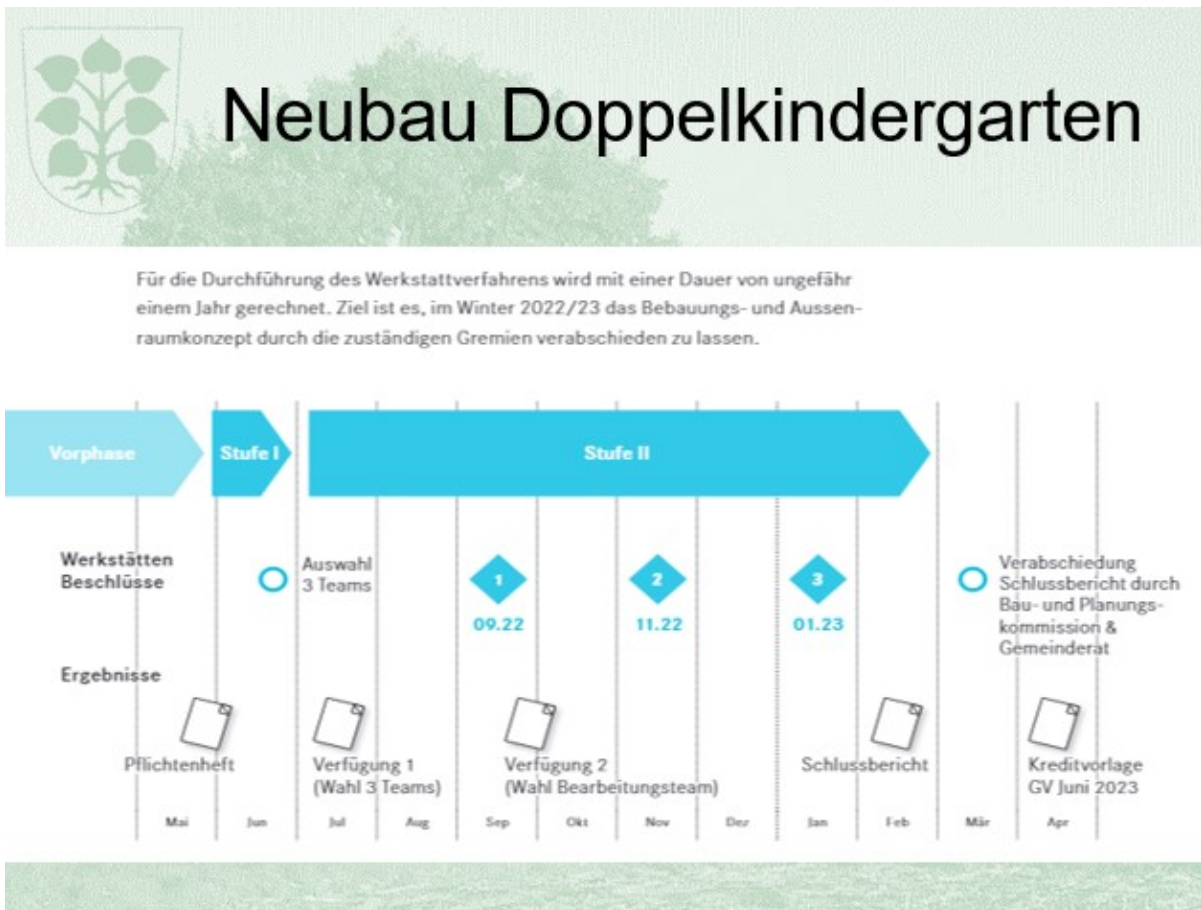 Neubau Doppelkindergarten
Für die Durchführung des Werkstattverfahrens wird mit einer Dauer von ungefähr
einem Jahr gerechnet. Ziel ist es, im Winter 2022/23 das Bebauungs- und Aussen-
raumkonzept durch die zuständigen Gremien verabschieden zu lassen.
Vorphase
Stufe I
Stufe II
Werkstätten
Beschlüsse
Auswahl
3 Teams
1
09.22
2
11.22
3
01.23
Verabschiedung
Schlussbericht durch
Bau- und Planungs-
kommission &
Gemeinderat
Ergebnisse
Pflichtenheft
Verfügung 1
(Wahl 3 Teams)
Verfügung 2
(Wahl Bearbeitungsteam)
Schlussbericht
Kreditvorlage
GV Juni 2023
Mai
Jun
Jul
Aug
Sep
Okt
Nov
Dez
Jan
Feb
Mär
Apr